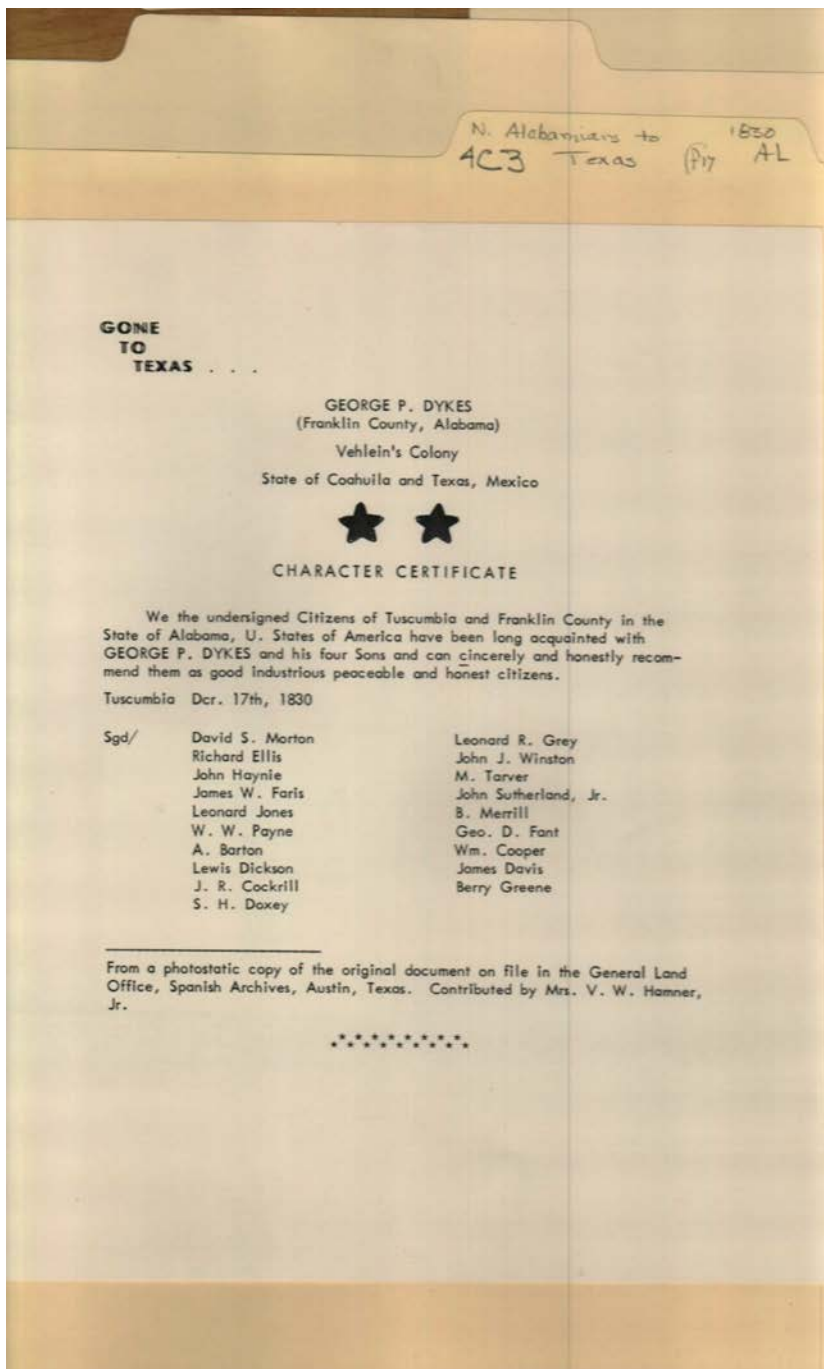 N. Alabamians to 1830
4C3 Texas (P17 AL
GONE
TO
TEXAS . . .
GEORGE P. DYKES
(Franklin County, Alabama)
Vehlein's Colony
State of Coahuila and Texas, Mexico
CHARACTER CERTIFICATE
We the undersigned Citizens of Tuscumbia and Franklin County in the
State of Alabama, U. States of America have been long acquainted with
GEORGE P. DYKES and his four Sons and can cincerely and honestly recom-
mend them as good industrious peaceable and honest citizens.
Tuscumbia Dcr. 17th, 1830
Sgd/ David S. Morton
Richard Ellis
John Haynie
James W. Faris
Leonard Jones
W. W. Payne
A. Barton
Lewis Dickson
J. R. Cockrill
S. H. Doxey
Leonard R. Grey
John J. Winston
M. Tarver
John Sutherland, Jr.
B. Merrill
Geo. D. Fant
Wm. Cooper
James Davis
Berry Greene
From a photostatic copy of the original document on file in the General Land
Office, Spanish Archives, Austin, Texas. Contributed by Mrs. V. W. Hamner,
Jr.